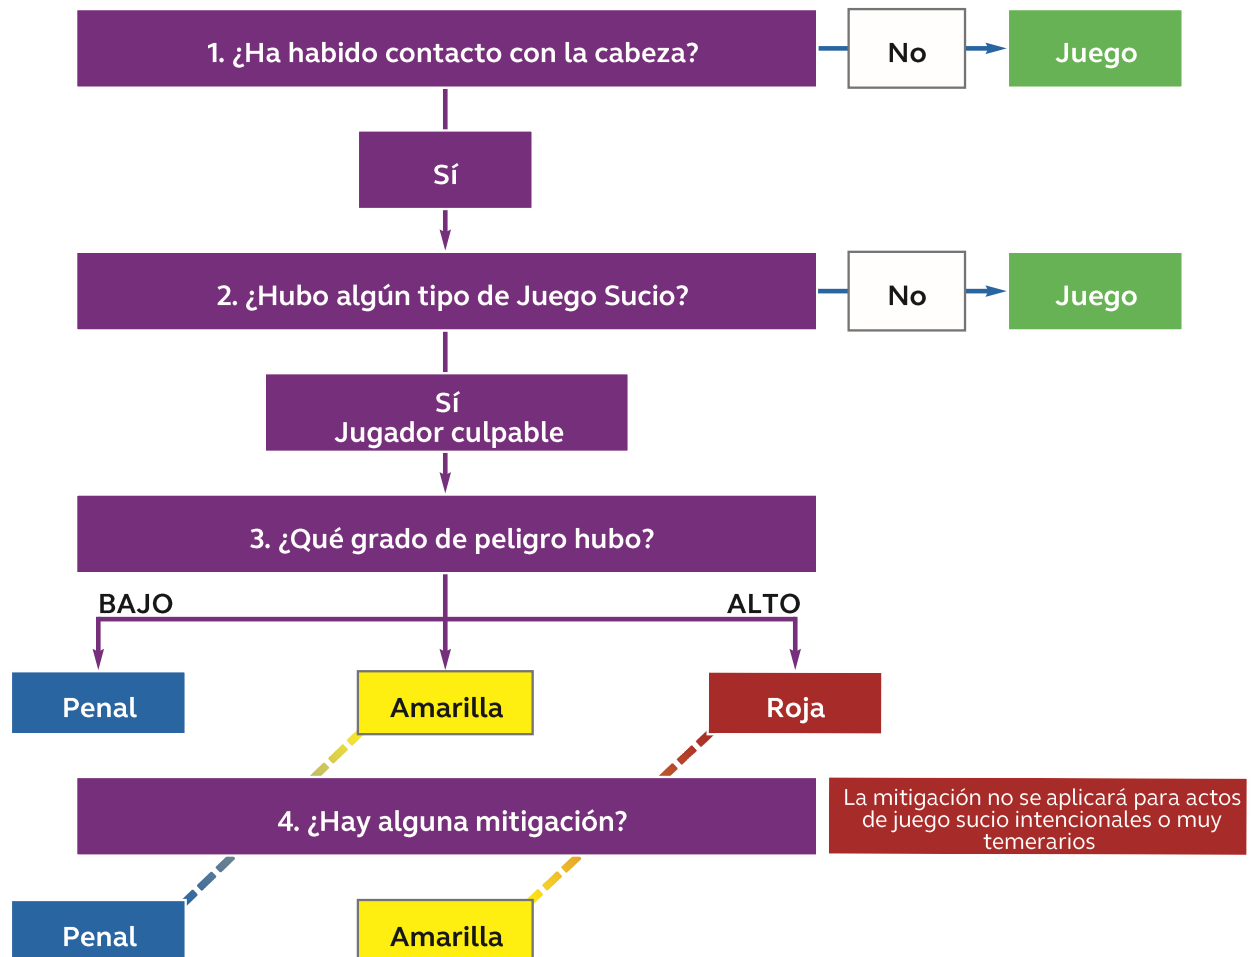 1. ¿Ha habido contacto con la cabeza?
No
Juego
Sí
2. ¿Hubo algún tipo de Juego Sucio?
No
Juego
Sí
Jugador culpable
3. ¿Qué grado de peligro hubo?
BAJO
ALTO
Penal
Amarilla
Roja
4. ¿Hay alguna mitigación?
La mitigación no se aplicará para actos
de juego sucio intencionales o muy
temerarios
Penal
Amarilla